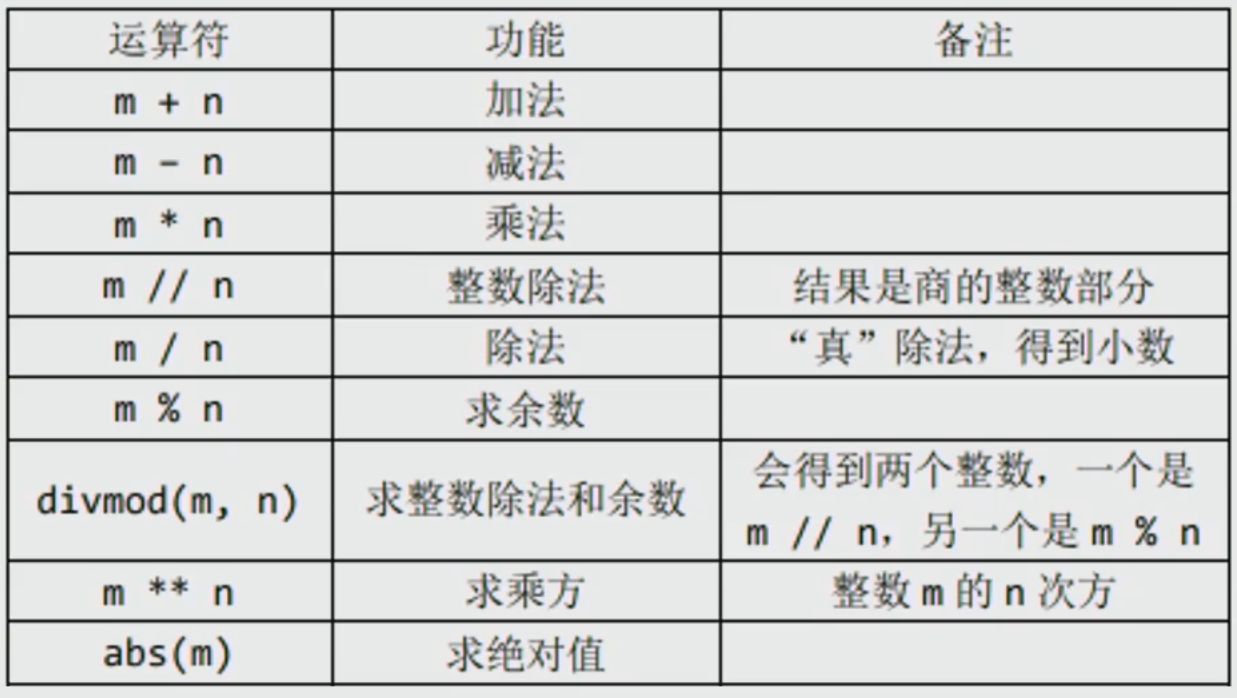 运算符 功能 备注
m + n 加法
m - n 减法
m * n 乘法
m // n 整数除法 结果是商的整数部分
m / n 除法 “真”除法，得到小数
m % n 求余数
divmod(m, n) 求整数除法和余数 会得到两个整数，一个是
m // n，另一个是 m % n
m ** n 求乘方 整数 m 的 n 次方
abs(m) 求绝对值